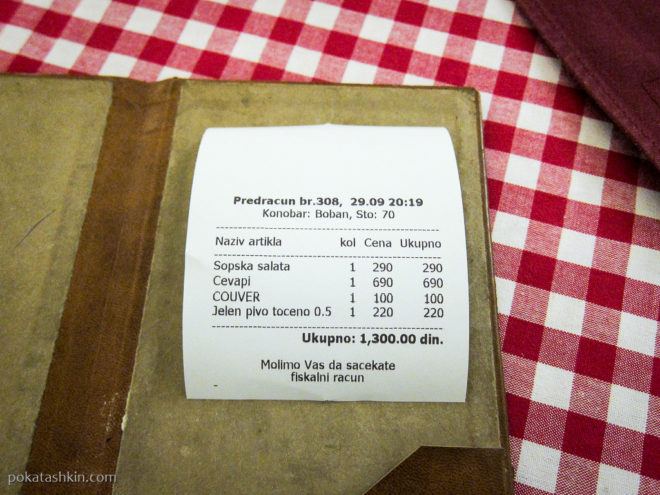 Predracun br.308, 29.09 20:19
Konobar: Boban, Sto: 70
Naziv artikla kol Cena Ukupno
Sopska salata 1 290 290
Cevapi 1 690 690
COUVER 1 100 100
Jelen pivo toceno 0.5 1 220 220
Ukupno: 1,300.00 din.
Molimo Vas da sacekate
fiskalni racun
pokatashkin.com